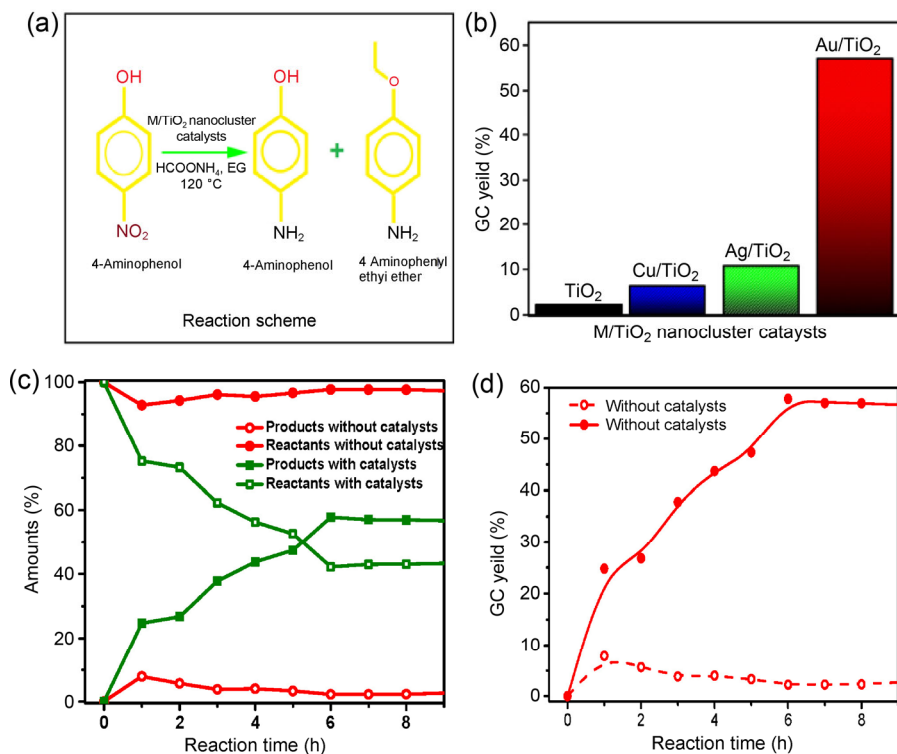 (a)
OH
M/TiO2 nanocluster
catalysts
HCOONH4, EG
120 °C
NO2
4-Aminophenol
OH
+
NH2
4-Aminophenol
O
NH2
4 Aminophenyl
ethyi ether
Reaction scheme
(b)
GC yeild (%)
60
50
40
30
20
10
0
TiO2
Cu/TiO2
Ag/TiO2
Au/TiO2
M/TiO2 nanocluster cataysts
(c)
Amounts (%)
100
80
60
40
20
0
Products without catalysts
Reactants without catalysts
Products with catalysts
Reactants with catalysts
0 2 4 6 8
Reaction time (h)
(d)
GC yeild (%)
60
50
40
30
20
10
0
Without catalysts
Without catalysts
0 2 4 6 8
Reaction time (h)